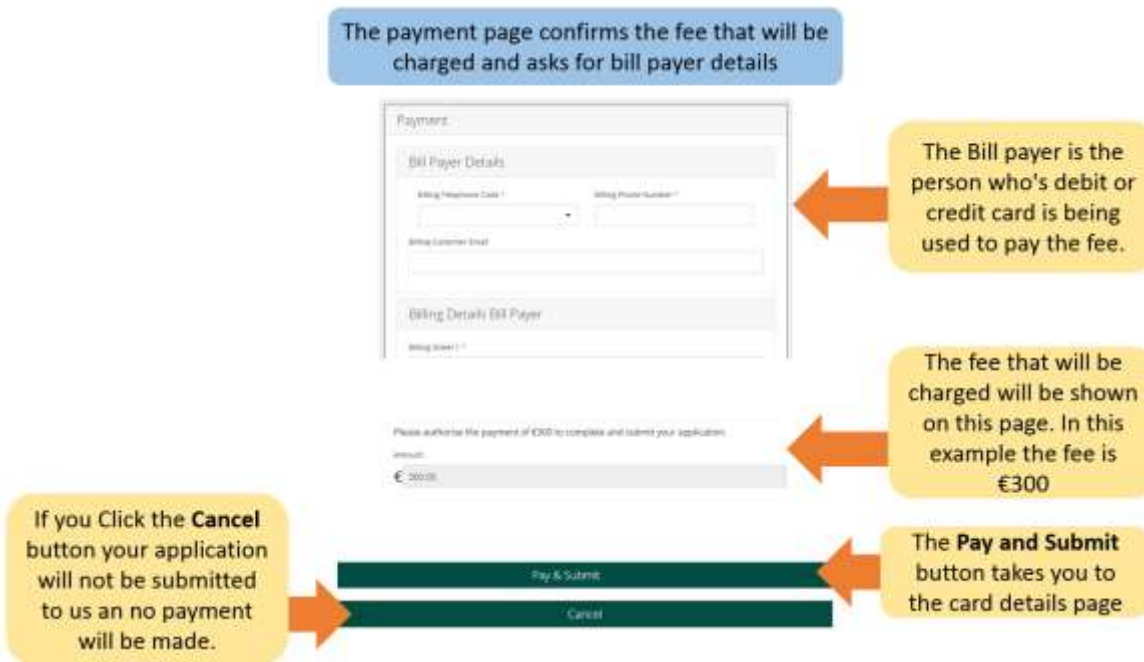 The payment page confirms the fee that will be
charged and asks for bill payer details
Payment
Bill Payer Details
Billing Telephone Code *
Billing Phone Number *
Billing Customer Email
Billing Details Bill Payer
Billing Street 1 *
The Bill payer is the
person who's debit or
credit card is being
used to pay the fee.
Please authorise the payment of €300 to complete and submit your application.
Amount
€ 300.00
The fee that will be
charged will be shown
on this page. In this
example the fee is
€300
If you Click the Cancel
button your application
will not be submitted
to us an no payment
will be made.
Pay & Submit
Cancel
The Pay and Submit
button takes you to
the card details page